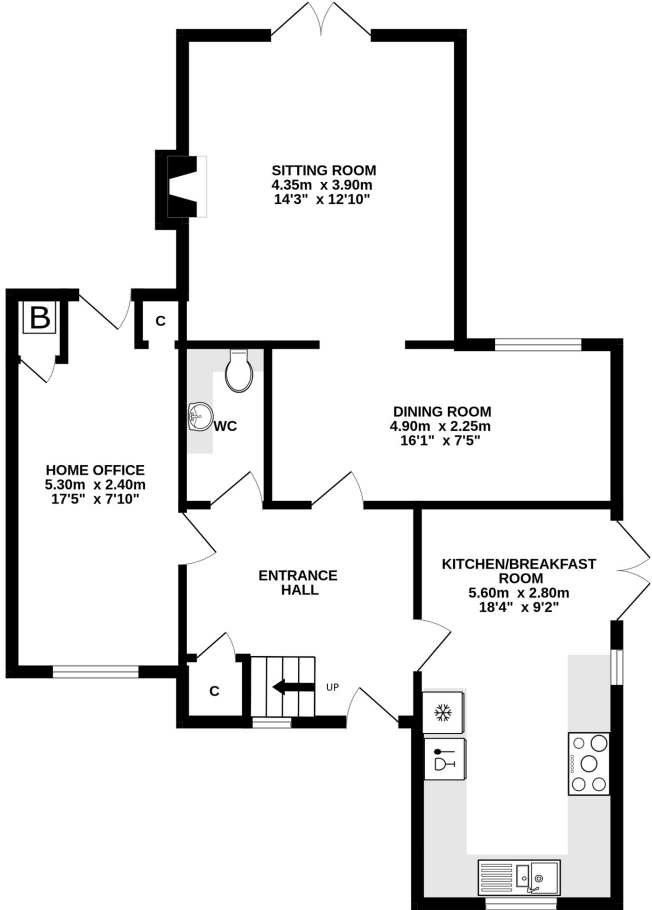 SITTING ROOM
4.35m x 3.90m
14'3" x 12'10"
B
C
DINING ROOM
4.90m x 2.25m
16'1" x 7'5"
WC
HOME OFFICE
5.30m x 2.40m
17'5" x 7'10"
ENTRANCE
HALL
KITCHEN/BREAKFAST
ROOM
5.60m x 2.80m
18'4" x 9'2"
C
UP